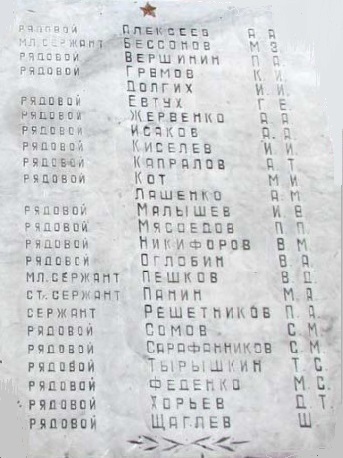 РЯДОВОЙ АЛЕКСЕЕВ А. А.
МЛ. СЕРЖАНТ БЕССОНОВ М. З.
РЯДОВОЙ ВЕРШИНИН П. А.
РЯДОВОЙ ГРОМОВ К. И.
ДОЛГИХ И. И.
РЯДОВОЙ ЕВТУХ Г. Е.
РЯДОВОЙ ЖЕРВЕНКО А. А.
РЯДОВОЙ ИСАКОВ А. А.
РЯДОВОЙ КИСЕЛЕВ И. И.
РЯДОВОЙ КАПРАЛОВ А. Т.
РЯДОВОЙ КОТ М. И.
ЛАШЕНКО А. М.
РЯДОВОЙ МАЛЫШЕВ И. В.
РЯДОВОЙ МЯСОЕДОВ П. П.
РЯДОВОЙ НИКИФОРОВ В. М.
РЯДОВОЙ ОГЛОБИН В. А.
МЛ. СЕРЖАНТ ПЕШКОВ В. Д.
СТ. СЕРЖАНТ ПАНИН М. А.
СЕРЖАНТ РЕШЕТНИКОВ П. А.
РЯДОВОЙ СОМОВ С. М.
РЯДОВОЙ САРАФАННИКОВ С. М.
РЯДОВОЙ ТЫРЫШКИН Т. С.
РЯДОВОЙ ФЕДЕНКО М. С.
РЯДОВОЙ ХОРЬЕВ Д. Т.
РЯДОВОЙ ЩАГЛЕВ Ш.